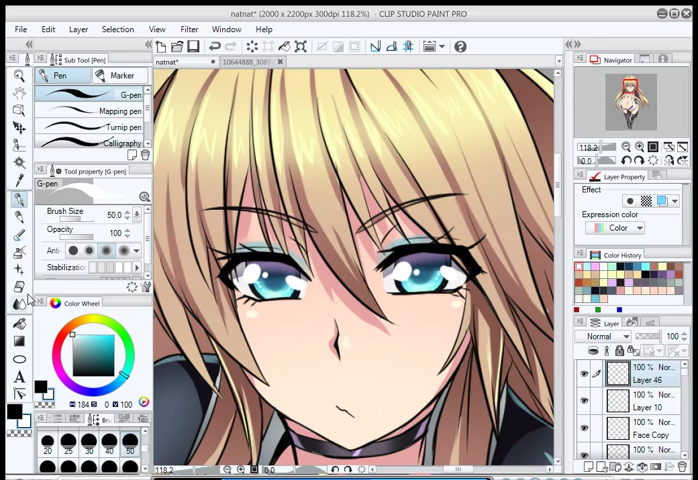 natnat* (2000 x 2200px 300dpi 118.2%) - CLIP STUDIO PAINT PRO
File Edit Layer Selection View Filter Window Help
Sub Tool [Pen]
Pen Marker
G-pen
Mapping pen
Turnip pen
Calligraphy
Tool property [G-pen]
G-pen
Brush Size 50.0
Opacity 100
Anti-
Stabilization
Color Wheel
H 184 S 0 V 100
20 25 30 40 50
natnat*
118.2 0.0
Navigator
118.2
0.0
Layer Property
Effect
Expression color
Color
Color History
Layer
Normal 100
100 % Nor...
Layer 46
100 % Nor...
Layer 10
100 % Nor...
Face Copy
100 % Nor...